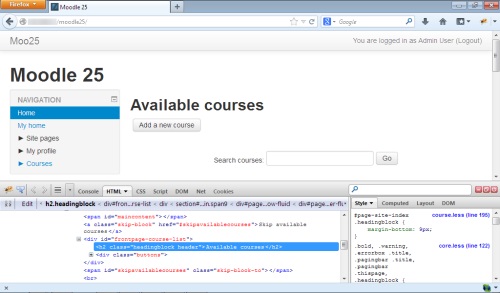 Firefox
Moodle 25
/moodle25/
Google
Moo25
You are logged in as Admin User (Logout)
Moodle 25
NAVIGATION
Home
My home
Site pages
My profile
Courses
Available courses
Add a new course
Search courses:
Go
Console HTML CSS Script DOM Net Cookies
Edit h2.headingblock div#fron...rse-list div section#...in.span9 div#page...ow-fluid div#page...er-flu
Style Computed Layout DOM
<span id="maincontent"></span>
<a class="skip-block" href="#skipavailablecourses">Skip available
courses</a>
<div id="frontpage-course-list">
<h2 class="headingblock header">Available courses</h2>
<div class="buttons">
</div>
<span id="skipavailablecourses" class="skip-block-to"></span>
#page-site-index course.less (line 195)
.headingblock {
margin-bottom: 9px;
}
.bold, .warning, course.less (line 122)
.errorbox .title,
.pagingbar .title,
.pagingbar
.thispage,
.headingblock {